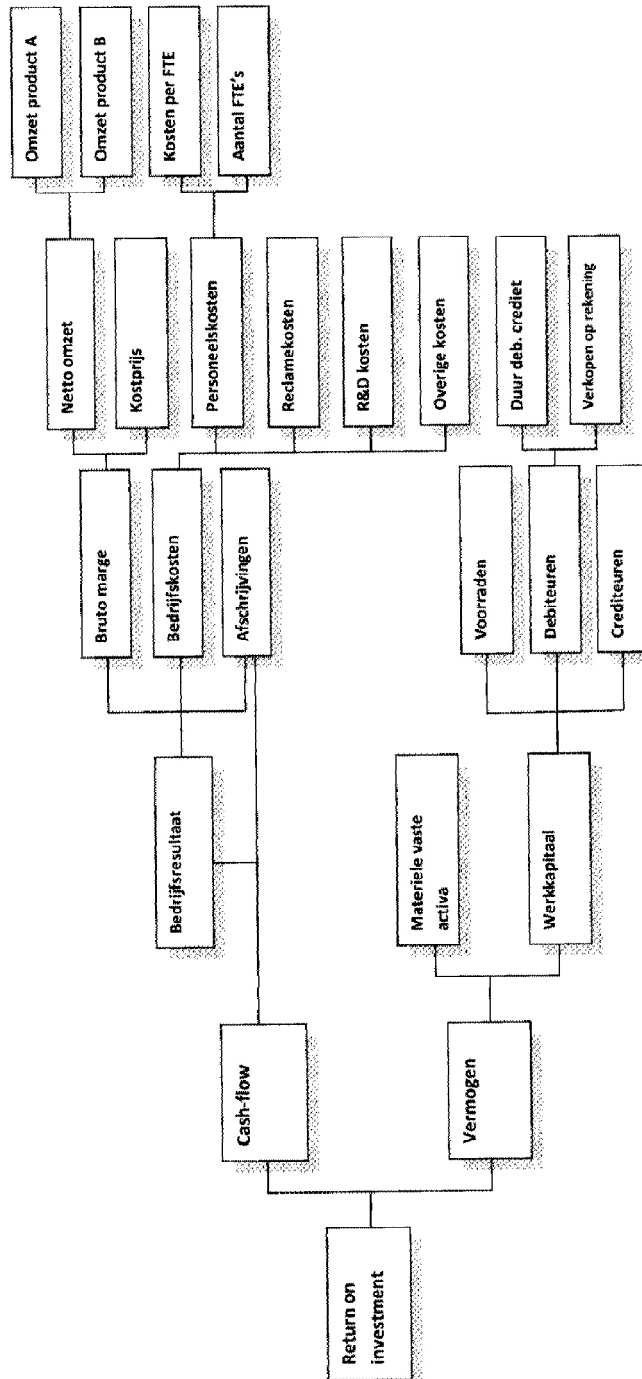 Return on
investment
Cash-flow
Vermogen
Bedrijfsresultaat
Materiele vaste
activa
Werkkapitaal
Bruto marge
Bedrijfskosten
Afschrijvingen
Voorraden
Debiteuren
Crediteuren
Netto omzet
Kostprijs
Personeelskosten
Reclamekosten
R&D kosten
Overige kosten
Duur deb. crediet
Verkopen op rekening
Omzet product A
Omzet product B
Kosten per FTE
Aantal FTE's